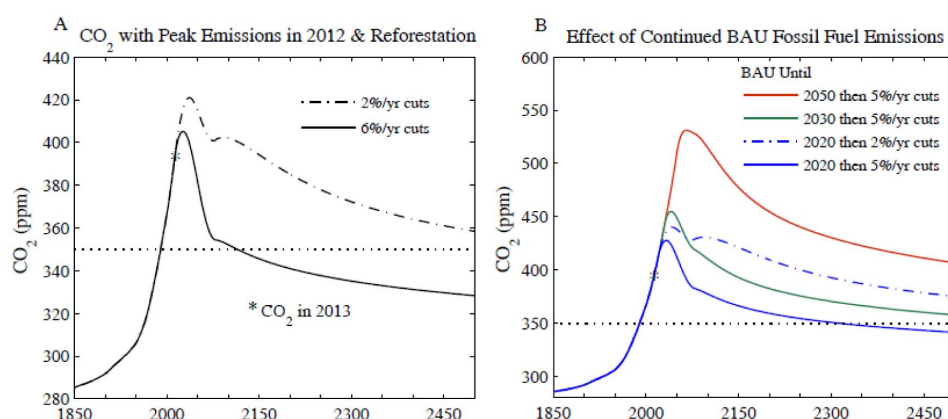 A
CO2 with Peak Emissions in 2012 & Reforestation
440
420
400
380
360
340
320
300
280
CO2 (ppm)
2%/yr cuts
6%/yr cuts
* CO2 in 2013
1850
2000
2150
2300
2450
B
Effect of Continued BAU Fossil Fuel Emissions
600
550
500
450
400
350
300
CO2 (ppm)
BAU Until
2050 then 5%/yr cuts
2030 then 5%/yr cuts
2020 then 2%/yr cuts
2020 then 5%/yr cuts
1850
2000
2150
2300
2450